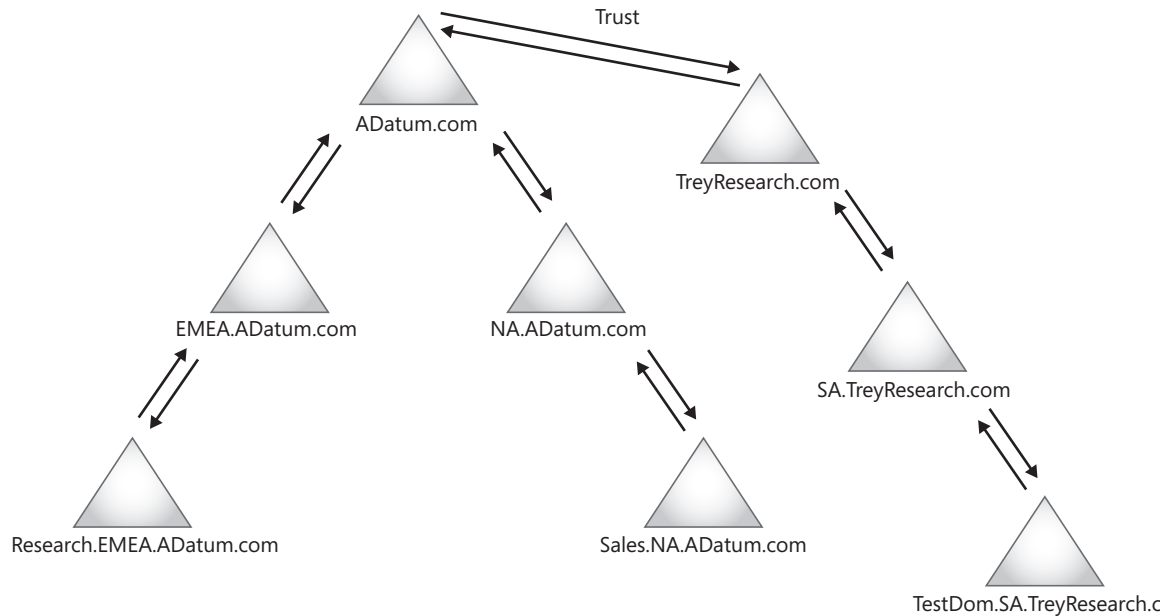 Trust
ADatum.com
TreyResearch.com
EMEA.ADatum.com
NA.ADatum.com
SA.TreyResearch.com
Research.EMEA.ADatum.com
Sales.NA.ADatum.com
TestDom.SA.TreyResearch.c